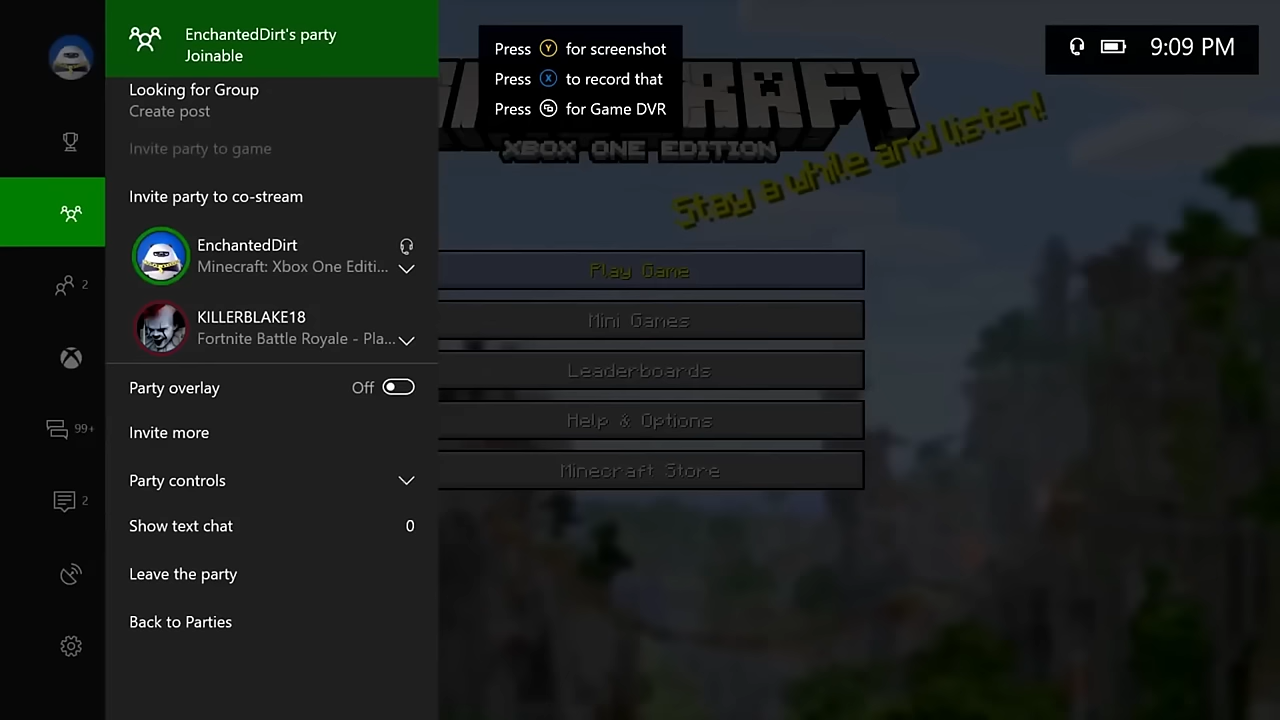 EnchantedDirt's party
Joinable
Looking for Group
Create post
Invite party to game
Invite party to co-stream
EnchantedDirt
Minecraft: Xbox One Editi...
KILLERBLAKE18
Fortnite Battle Royale - Pla...
Party overlay Off
Invite more
Party controls
Show text chat 0
Leave the party
Back to Parties
2
99+
2
Press Y for screenshot
Press X to record that
Press for Game DVR
9:09 PM
XBOX ONE EDITION
Stay a while and listen!
Play Game
Mini Games
Leaderboards
Help & Options
Minecraft Store